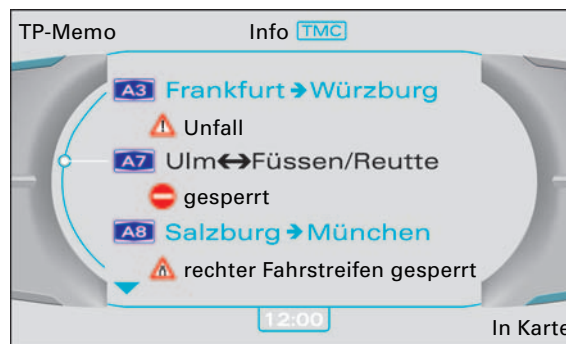 TP-Memo Info TMC
A3 Frankfurt → Würzburg
Unfall
A7 Ulm ↔ Füssen/Reutte
gesperrt
A8 Salzburg → München
rechter Fahrstreifen gesperrt
12:00
In Karte